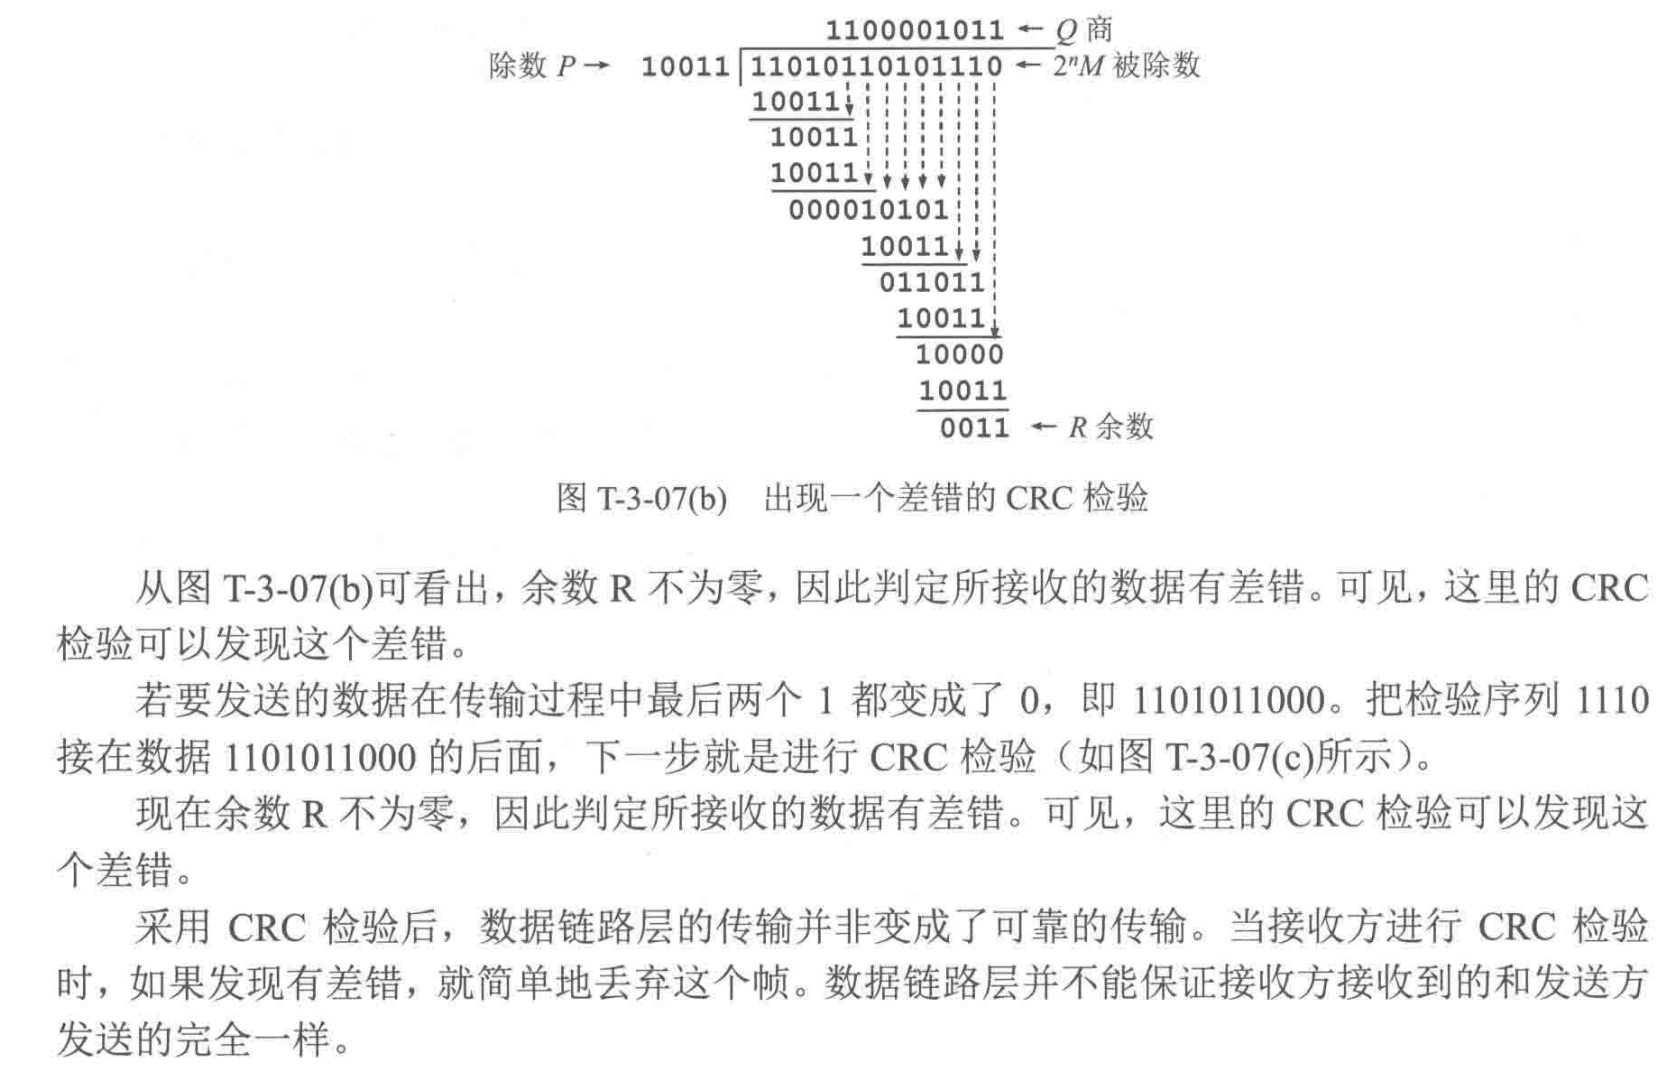 1100001011 ← Q 商
除数 P → 10011 11010110101110 ← 2ⁿM 被除数
10011
10011
10011
000010101
10011
011011
10011
10000
10011
0011 ← R 余数
图 T-3-07(b) 出现一个差错的 CRC 检验
从图 T-3-07(b)可看出，余数 R 不为零，因此判定所接收的数据有差错。可见，这里的 CRC
检验可以发现这个差错。
若要发送的数据在传输过程中最后两个 1 都变成了 0，即 1101011000。把检验序列 1110
接在数据 1101011000 的后面，下一步就是进行 CRC 检验（如图 T-3-07(c)所示）。
现在余数 R 不为零，因此判定所接收的数据有差错。可见，这里的 CRC 检验可以发现这
个差错。
采用 CRC 检验后，数据链路层的传输并非变成了可靠的传输。当接收方进行 CRC 检验
时，如果发现有差错，就简单地丢弃这个帧。数据链路层并不能保证接收方接收到的和发送方
发送的完全一样。